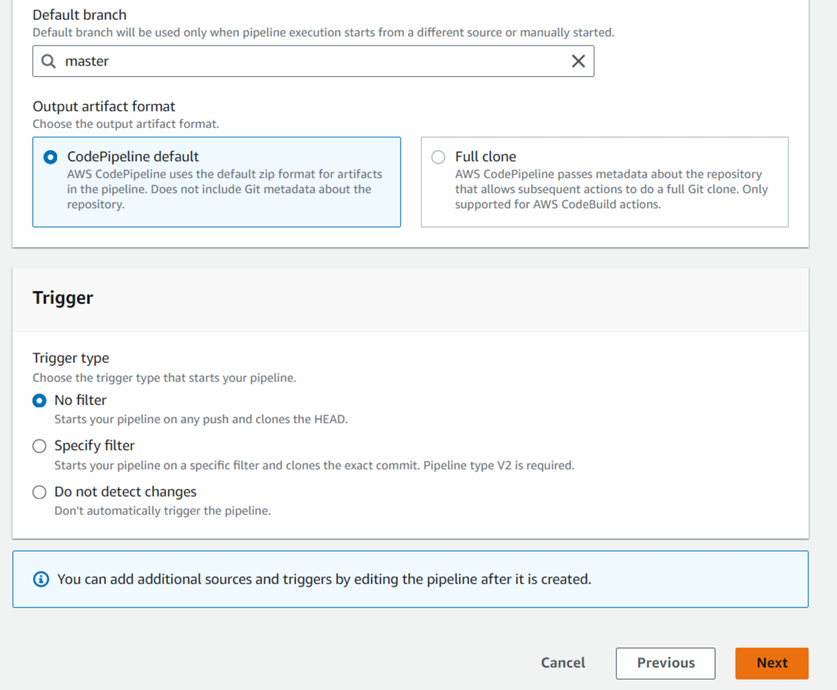 Default branch
Default branch will be used only when pipeline execution starts from a different source or manually started.
master
Output artifact format
Choose the output artifact format.
CodePipeline default
AWS CodePipeline uses the default zip format for artifacts
in the pipeline. Does not include Git metadata about the
repository.
Full clone
AWS CodePipeline passes metadata about the repository
that allows subsequent actions to do a full Git clone. Only
supported for AWS CodeBuild actions.
Trigger
Trigger type
Choose the trigger type that starts your pipeline.
No filter
Starts your pipeline on any push and clones the HEAD.
Specify filter
Starts your pipeline on a specific filter and clones the exact commit. Pipeline type V2 is required.
Do not detect changes
Don't automatically trigger the pipeline.
You can add additional sources and triggers by editing the pipeline after it is created.
Cancel Previous Next